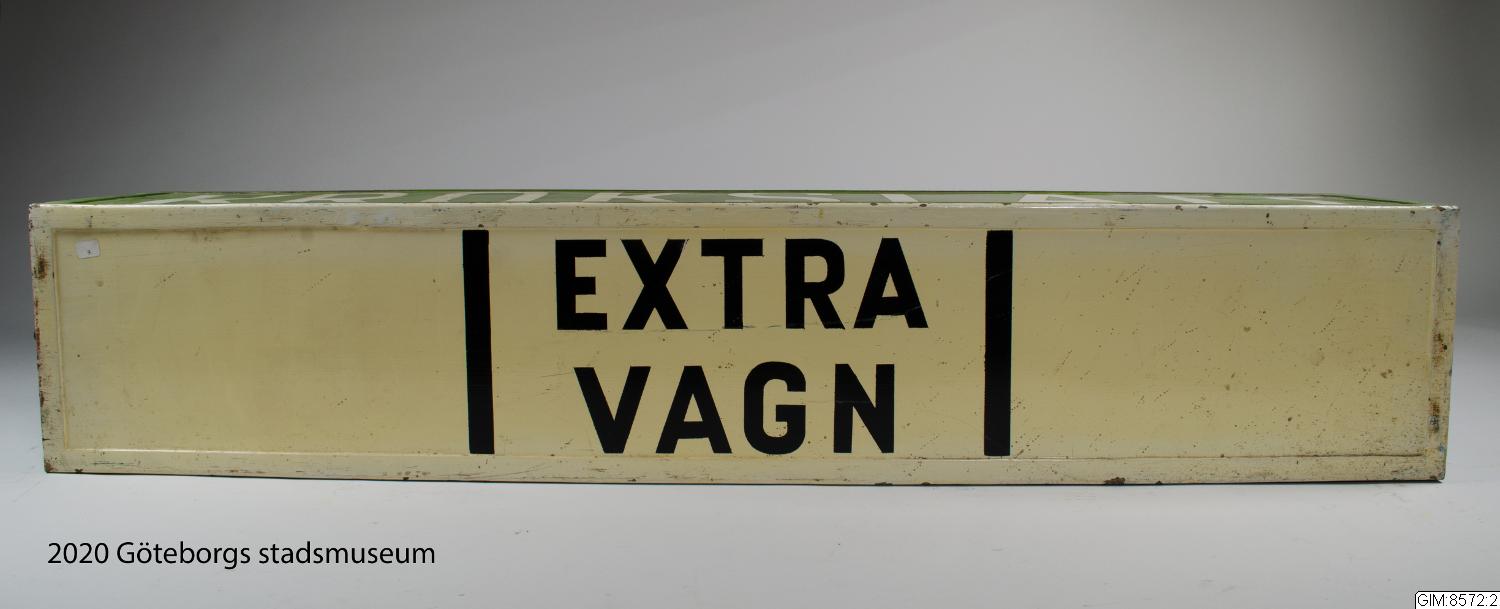 EXTRA
VAGN
2020 Göteborgs stadsmuseum
GIM:8572:2